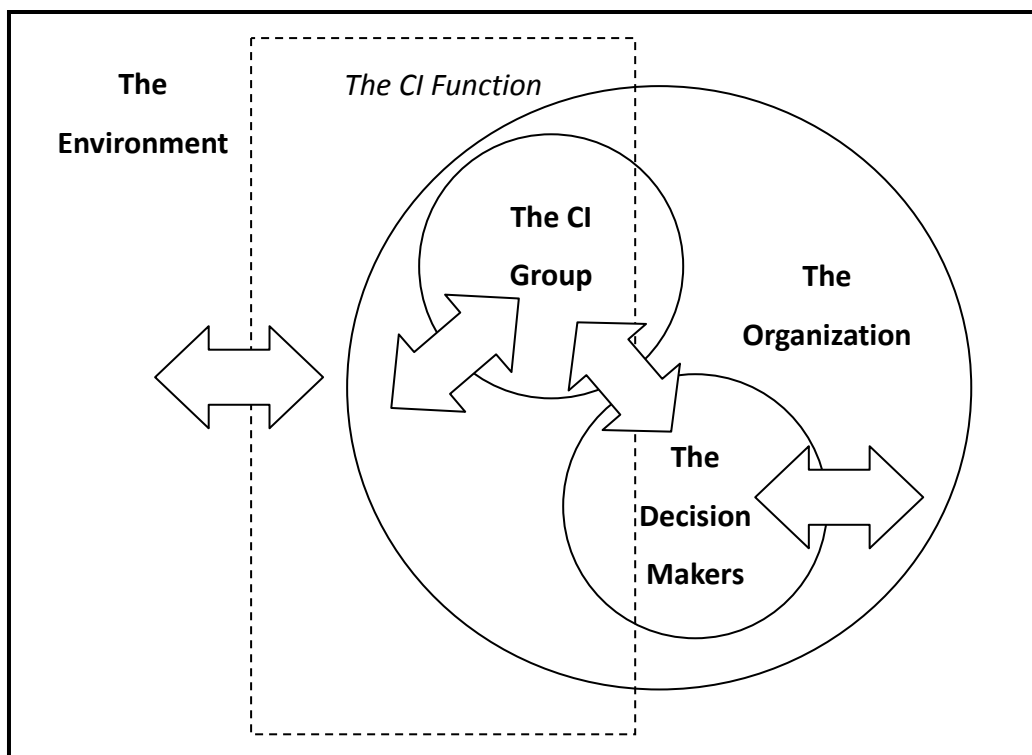 The
Environment
The CI Function
The CI
Group
The
Organization
The
Decision
Makers